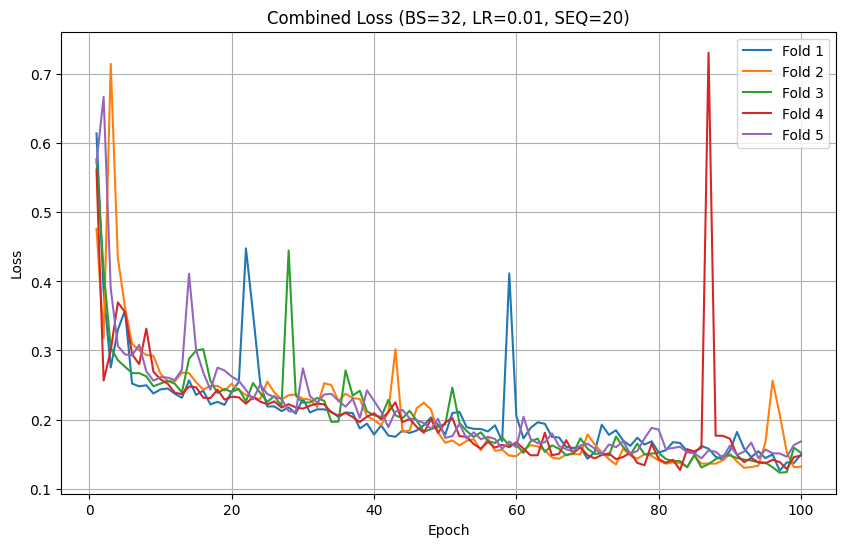 Combined Loss (BS=32, LR=0.01, SEQ=20)
Fold 1
Fold 2
Fold 3
Fold 4
Fold 5
0.7
0.6
0.5
0.4
0.3
0.2
0.1
Loss
0
20
40
60
80
100
Epoch